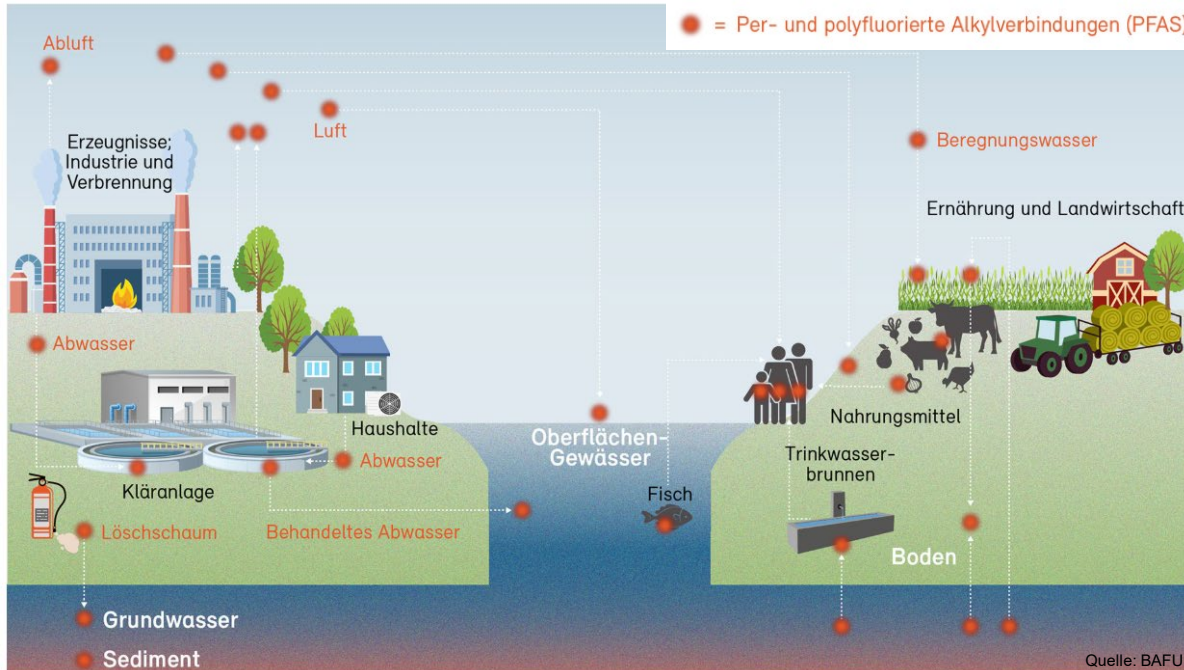 = Per- und polyfluorierte Alkylverbindungen (PFAS)
Abluft
Luft
Erzeugnisse;
Industrie und
Verbrennung
Beregnungswasser
Ernährung und Landwirtschaft
Abwasser
Haushalte
Abwasser
Kläranlage
Löschschaum
Behandeltes Abwasser
Oberflächen-
Gewässer
Fisch
Nahrungsmittel
Trinkwasser-
brunnen
Boden
Grundwasser
Sediment
Quelle: BAFU